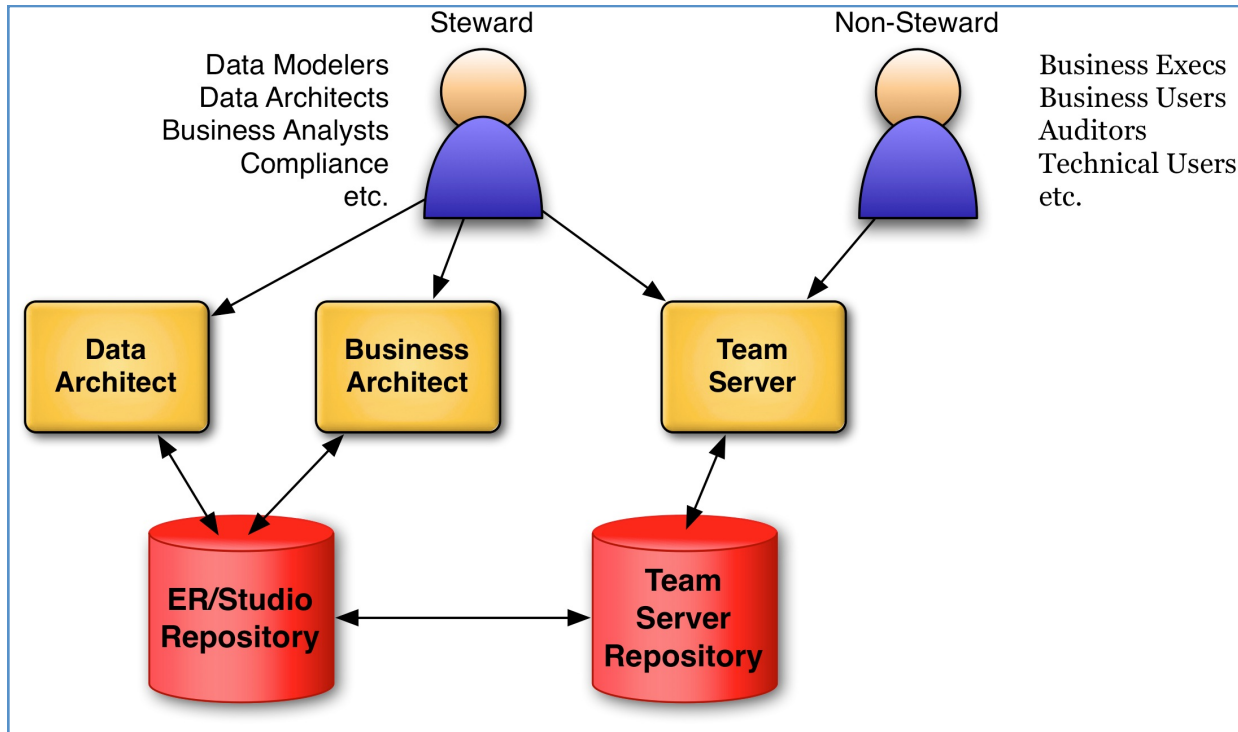 Steward
Data Modelers
Data Architects
Business Analysts
Compliance
etc.
Non-Steward
Business Execs
Business Users
Auditors
Technical Users
etc.
Data
Architect
Business
Architect
Team
Server
ER/Studio
Repository
Team
Server
Repository